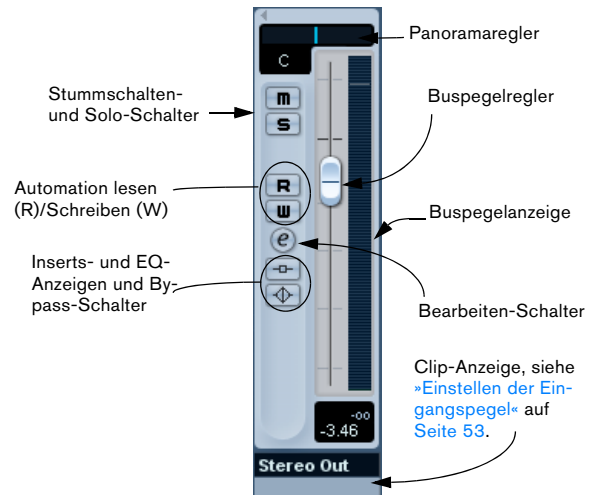 Panoramaregler
C
Stummschalten-
und Solo-Schalter
m
s
Buspegelregler
Automation lesen
(R)/Schreiben (W)
R
W
Buspegelanzeige
e
Inserts- und EQ-
Anzeigen und By-
pass-Schalter
Bearbeiten-Schalter
Clip-Anzeige, siehe
»Einstellen der Ein-
gangspegel« auf
Seite 53.
-oo
-3.46
Stereo Out